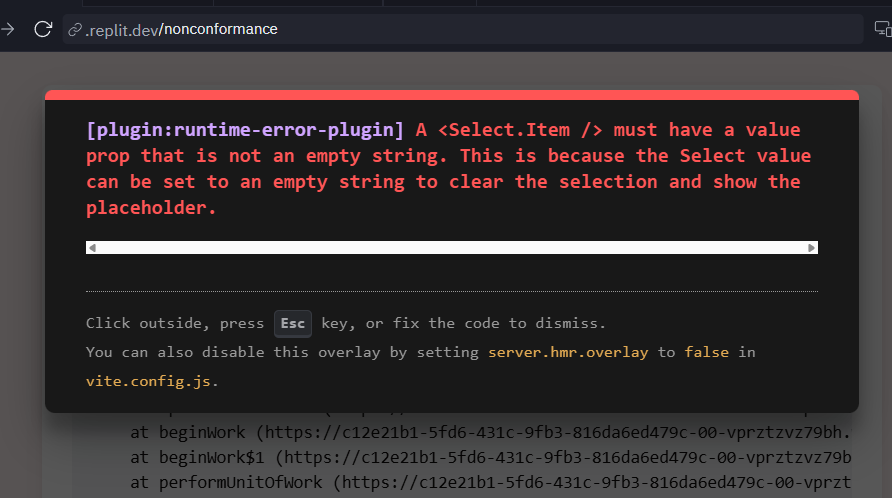 .replit.dev/nonconformance
[plugin:runtime-error-plugin] A <Select.Item /> must have a value
prop that is not an empty string. This is because the Select value
can be set to an empty string to clear the selection and show the
placeholder.
Click outside, press Esc key, or fix the code to dismiss.
You can also disable this overlay by setting server.hmr.overlay to false in
vite.config.js.
at beginWork (https://c12e21b1-5fd6-431c-9fb3-816da6ed479c-00-vprztzvz79bh.
at beginWork$1 (https://c12e21b1-5fd6-431c-9fb3-816da6ed479c-00-vprztzvz79b
at performUnitOfWork (https://c12e21b1-5fd6-431c-9fb3-816da6ed479c-00-vprzt